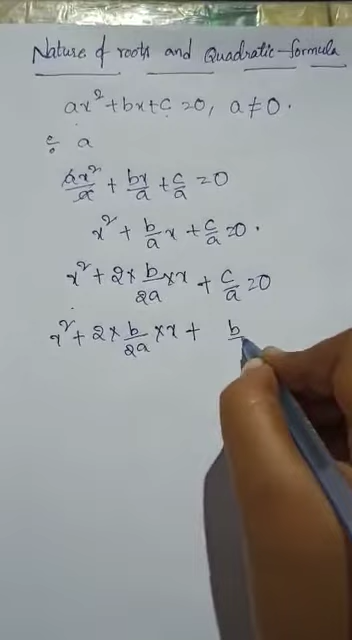 Nature of roots and Quadratic-formula
ax² + bx + c = 0, a ≠ 0.
÷ a
ax²/a + bx/a + c/a = 0
x² + b/a x + c/a = 0.
x² + 2 × b/2a × x + c/a = 0
x² + 2 × b/2a × x + b